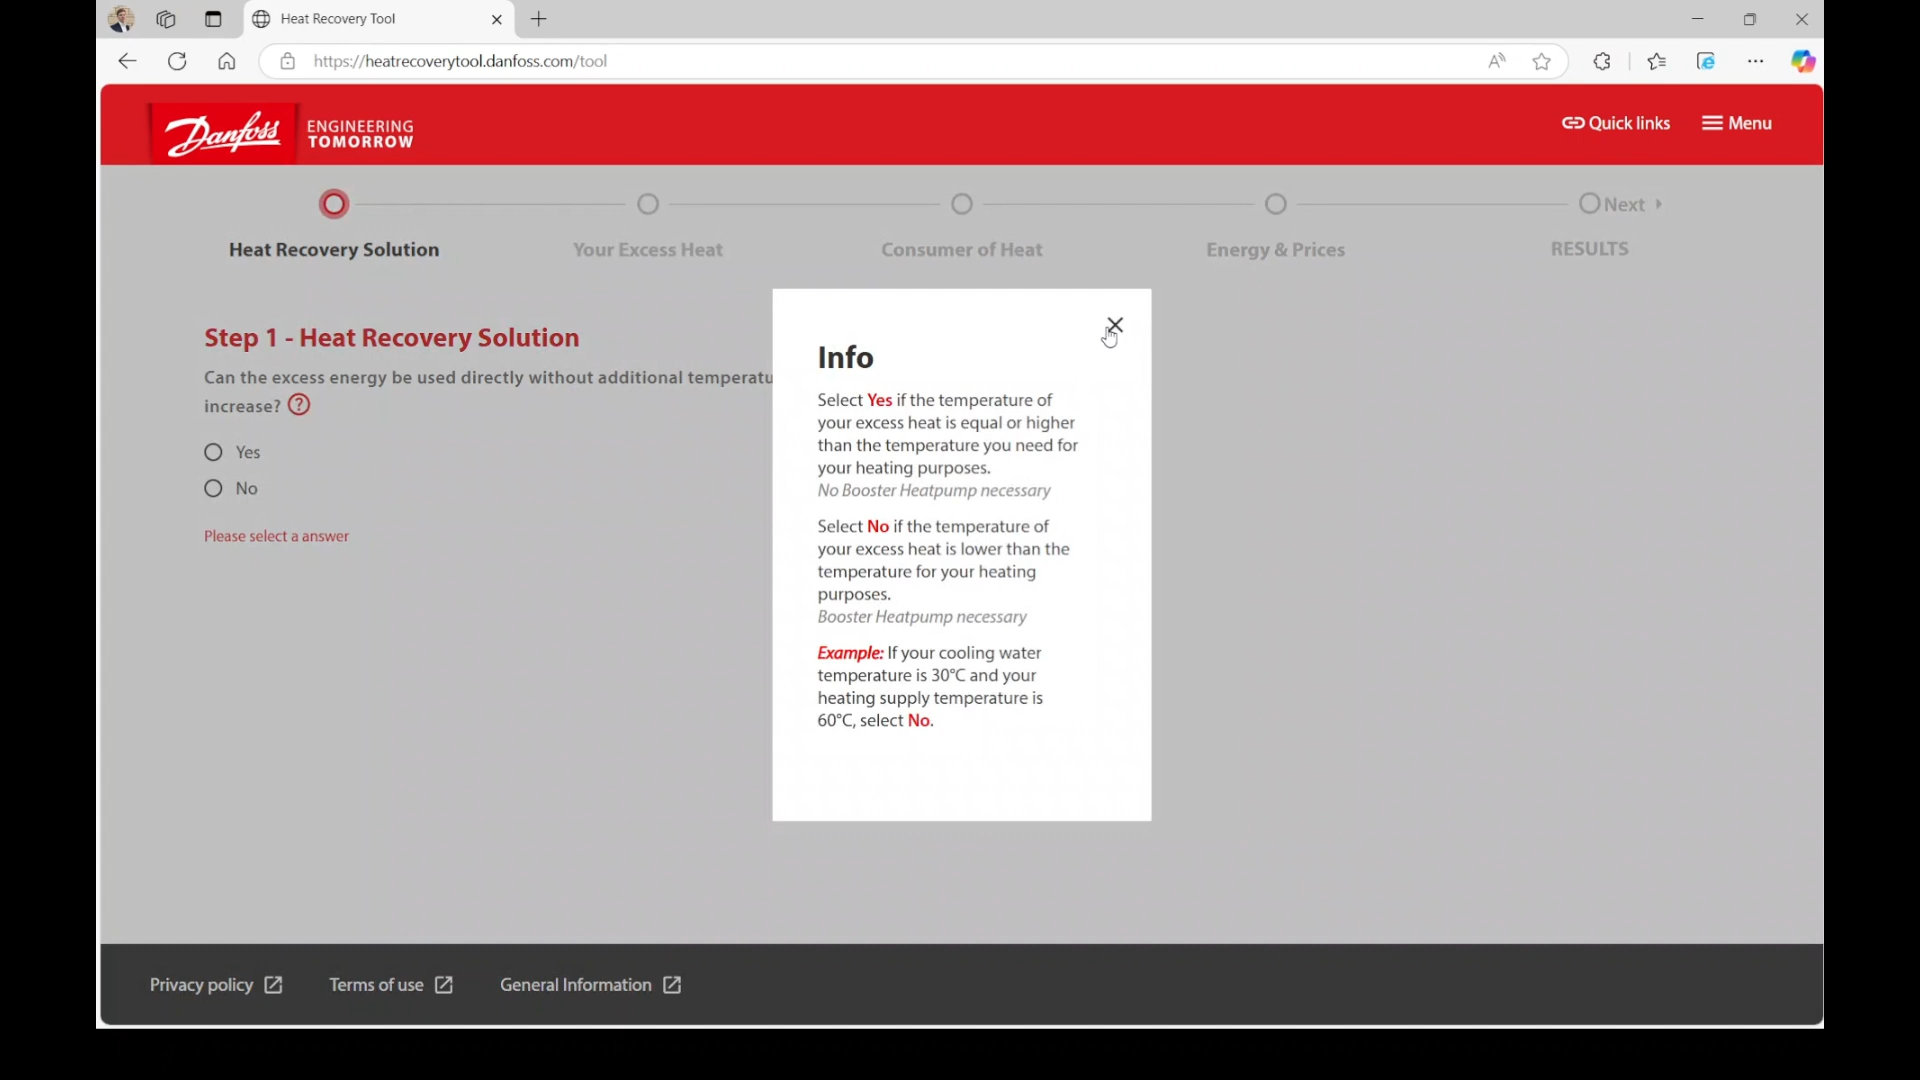 Heat Recovery Tool
https://heatrecoverytool.danfoss.com/tool
Danfoss
ENGINEERING
TOMORROW
Quick links
Menu
Heat Recovery Solution
Your Excess Heat
Consumer of Heat
Energy & Prices
Next
RESULTS
Step 1 - Heat Recovery Solution
Can the excess energy be used directly without additional temperatu
increase? ?
Yes
No
Please select a answer
Info
Select Yes if the temperature of
your excess heat is equal or higher
than the temperature you need for
your heating purposes.
No Booster Heatpump necessary
Select No if the temperature of
your excess heat is lower than the
temperature for your heating
purposes.
Booster Heatpump necessary
Example: If your cooling water
temperature is 30°C and your
heating supply temperature is
60°C, select No.
Privacy policy
Terms of use
General Information